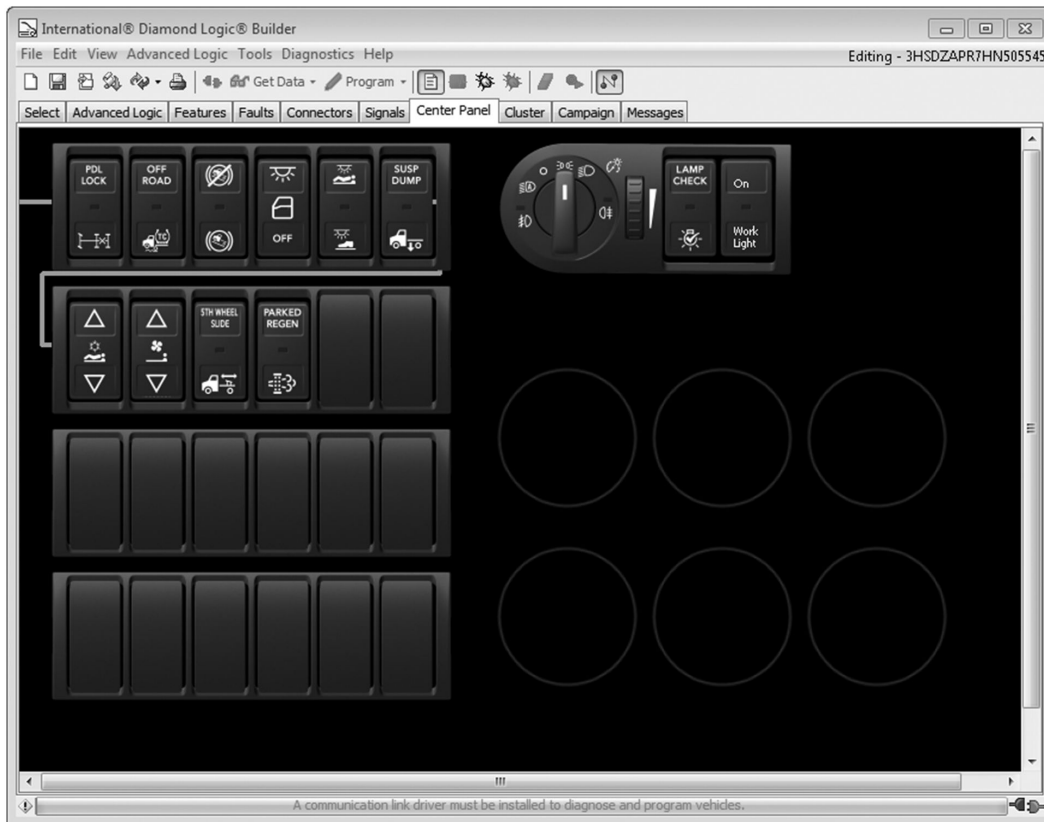 International® Diamond Logic® Builder
File Edit View Advanced Logic Tools Diagnostics Help
Editing - 3HSDZAPR7HN505545
Get Data Program
Select Advanced Logic Features Faults Connectors Signals Center Panel Cluster Campaign Messages
PDL
LOCK
OFF
ROAD
TC
OFF
SUSP
DUMP
A
LAMP
CHECK
On
Work
Light
5TH WHEEL
SLIDE
PARKED
REGEN
A communication link driver must be installed to diagnose and program vehicles.